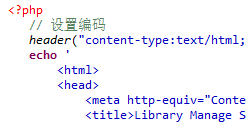 <?php
// 设置编码
header("content-type:text/html;
echo '
<html>
<head>
<meta http-equiv="Conte
<title>Library Manage S